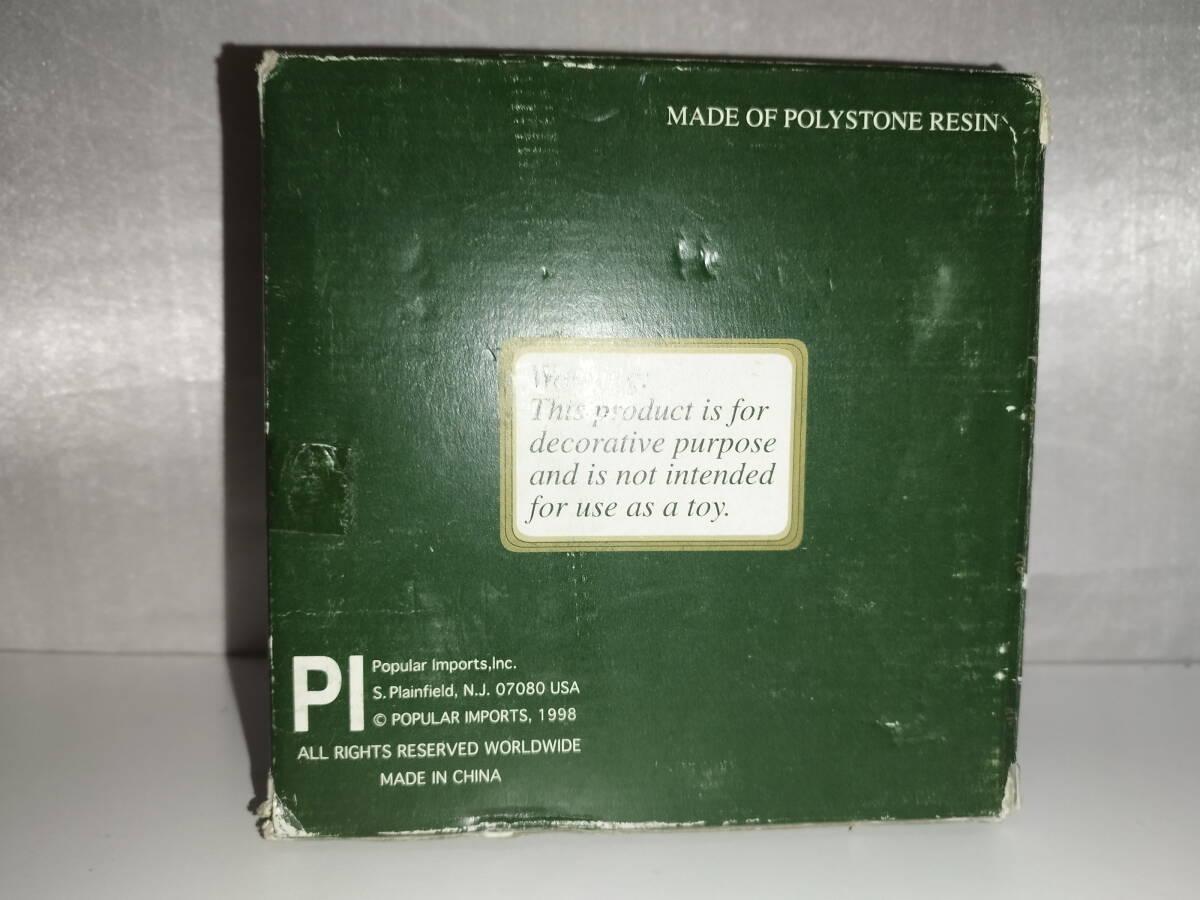 MADE OF POLYSTONE RESIN
Warning:
This product is for
decorative purpose
and is not intended
for use as a toy.
PI
Popular Imports,Inc.
S. Plainfield, N.J. 07080 USA
© POPULAR IMPORTS, 1998
ALL RIGHTS RESERVED WORLDWIDE
MADE IN CHINA